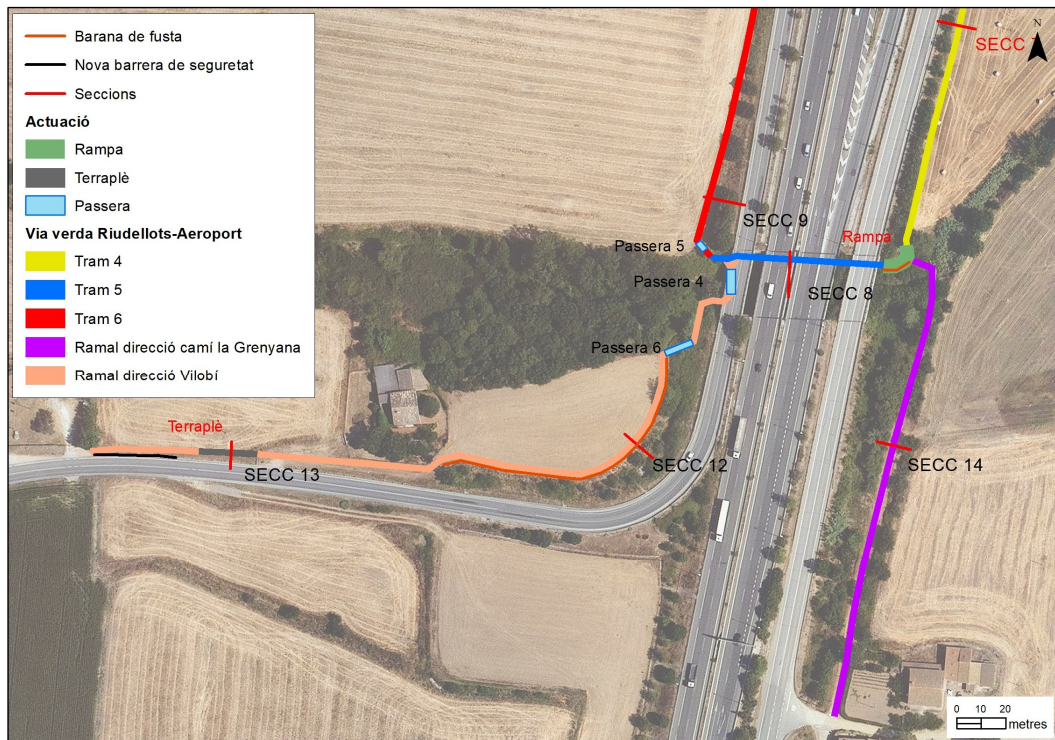 Barana de fusta
Nova barrera de seguretat
Seccions
Actuació
Rampa
Terraplè
Passera
Via verda Riudellots-Aeroport
Tram 4
Tram 5
Tram 6
Ramal direcció camí la Grenyana
Ramal direcció Vilobí
N
SECC
SECC 9
Passera 5
Rampa
Passera 4
SECC 8
Passera 6
Terraplè
SECC 12
SECC 14
SECC 13
0 10 20
metres